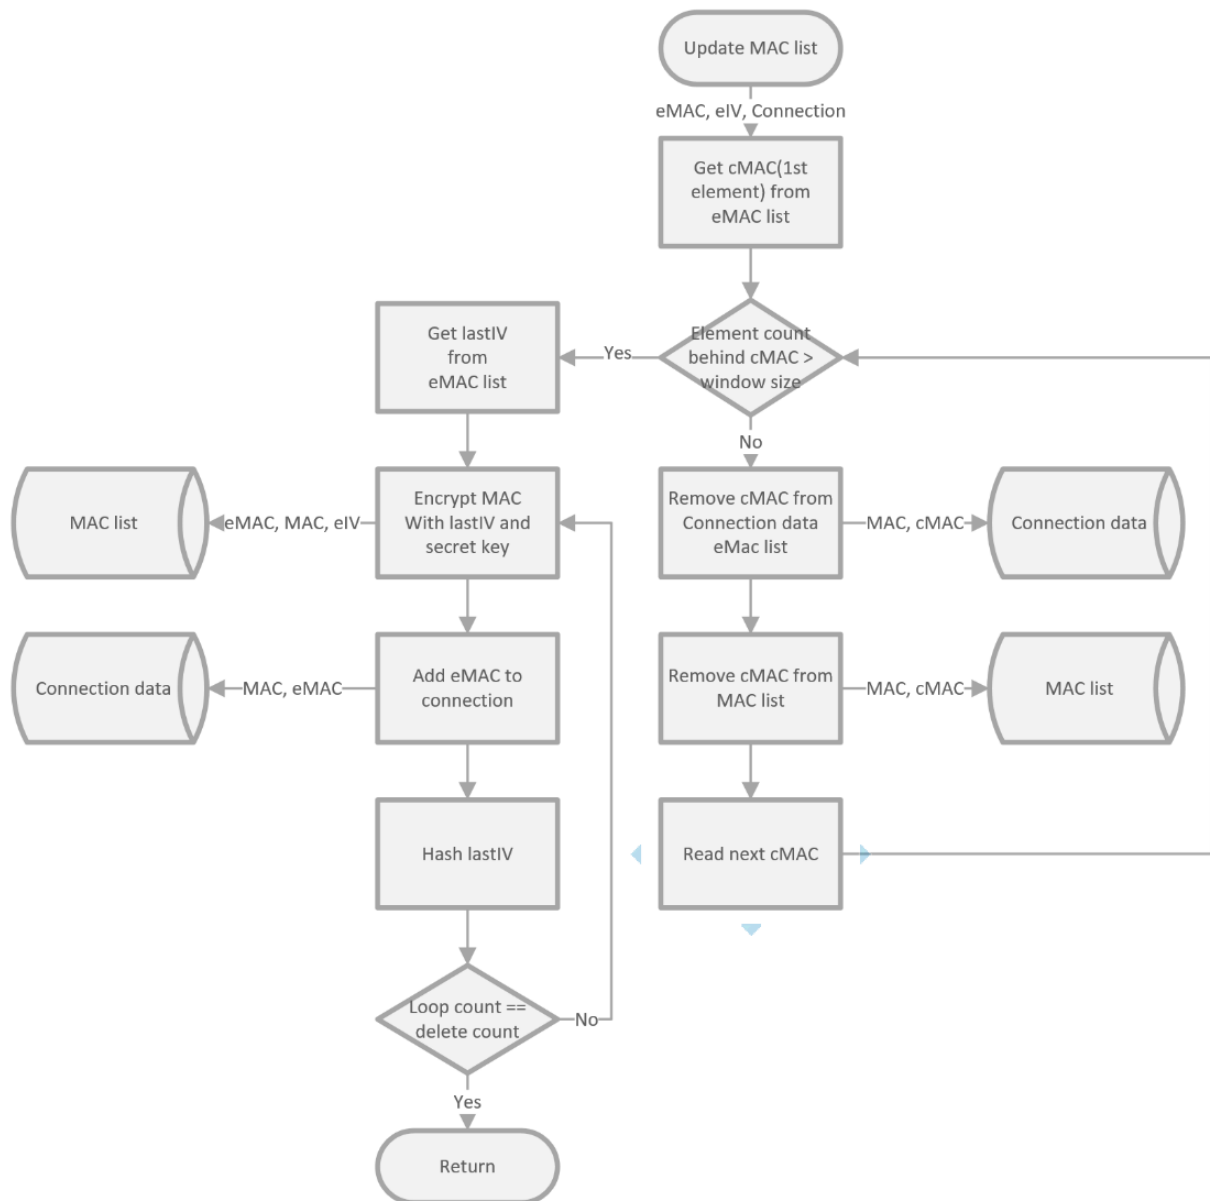 Update MAC list
eMAC, eIV, Connection
Get cMAC(1st
element) from
eMAC list
Element count
behind cMAC >
window size
Yes
Get lastIV
from
eMAC list
No
Encrypt MAC
With lastIV and
secret key
eMAC, MAC, eIV
MAC list
Remove cMAC from
Connection data
eMac list
MAC, cMAC
Connection data
Add eMAC to
connection
MAC, eMAC
Connection data
Remove cMAC from
MAC list
MAC, cMAC
MAC list
Hash lastIV
Read next cMAC
Loop count ==
delete count
No
Yes
Return